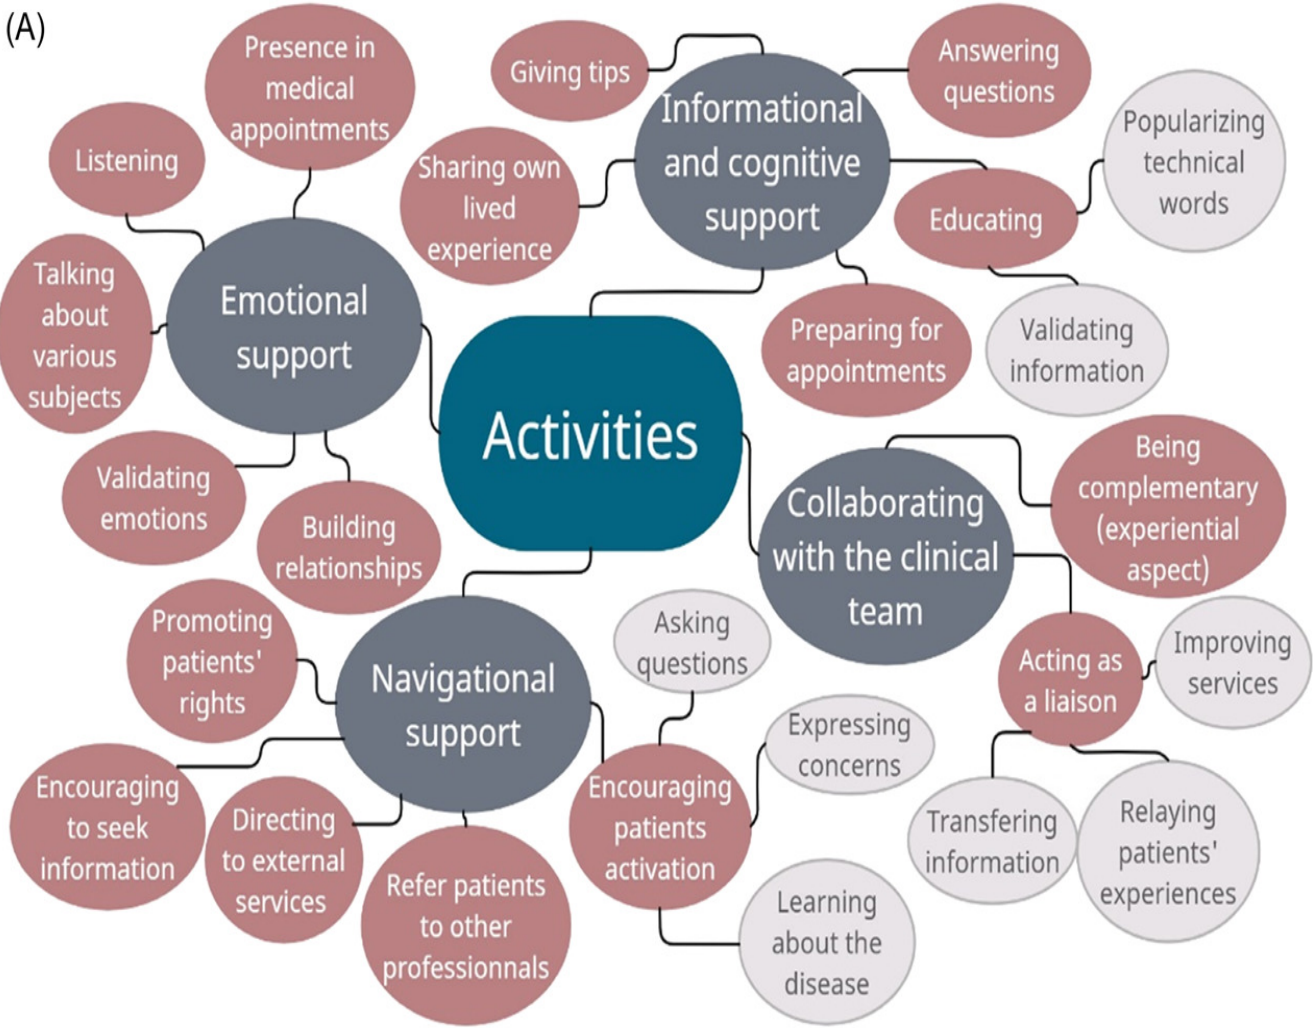 (A)
Presence in
medical
appointments
Listening
Talking
about
various
subjects
Emotional
support
Validating
emotions
Building
relationships
Giving tips
Informational
and cognitive
support
Answering
questions
Sharing own
lived
experience
Educating
Popularizing
technical
words
Preparing for
appointments
Validating
information
Activities
Collaborating
with the clinical
team
Being
complementary
(experiential
aspect)
Acting as
a liaison
Improving
services
Transfering
information
Relaying
patients'
experiences
Promoting
patients'
rights
Navigational
support
Encouraging
to seek
information
Directing
to external
services
Refer patients
to other
professionnals
Encouraging
patients
activation
Asking
questions
Expressing
concerns
Learning
about the
disease